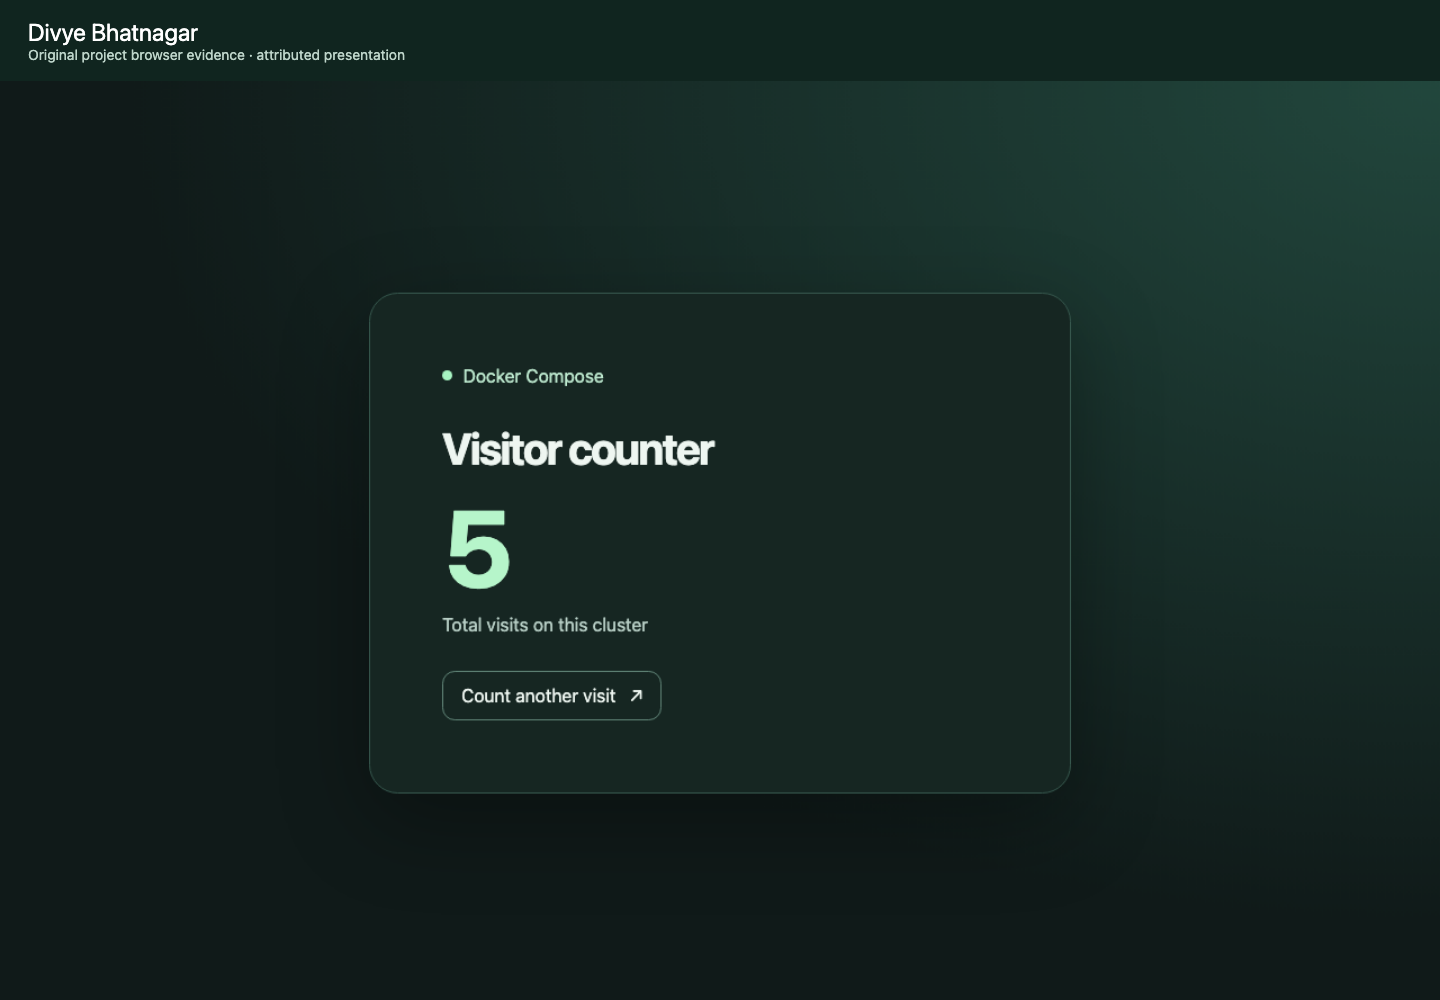 Divye Bhatnagar
Original project browser evidence · attributed presentation
Docker Compose
Visitor counter
5
Total visits on this cluster
Count another visit ↗